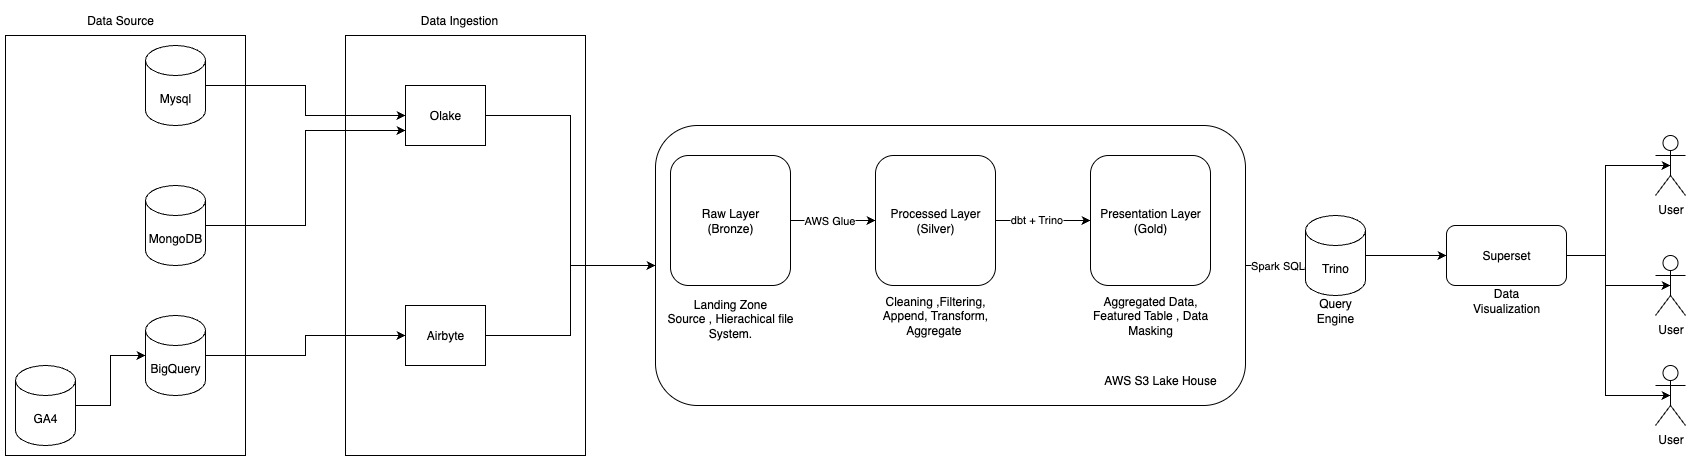 Data Source
Data Ingestion
Mysql
MongoDB
BigQuery
GA4
Olake
Airbyte
Raw Layer
(Bronze)
AWS Glue
Processed Layer
(Silver)
dbt + Trino
Presentation Layer
(Gold)
Landing Zone
Source , Hierachical file
System.
Cleaning ,Filtering,
Append, Transform,
Aggregate
Aggregated Data,
Featured Table , Data
Masking
AWS S3 Lake House
Spark SQL
Trino
Query
Engine
Superset
Data
Visualization
User
User
User